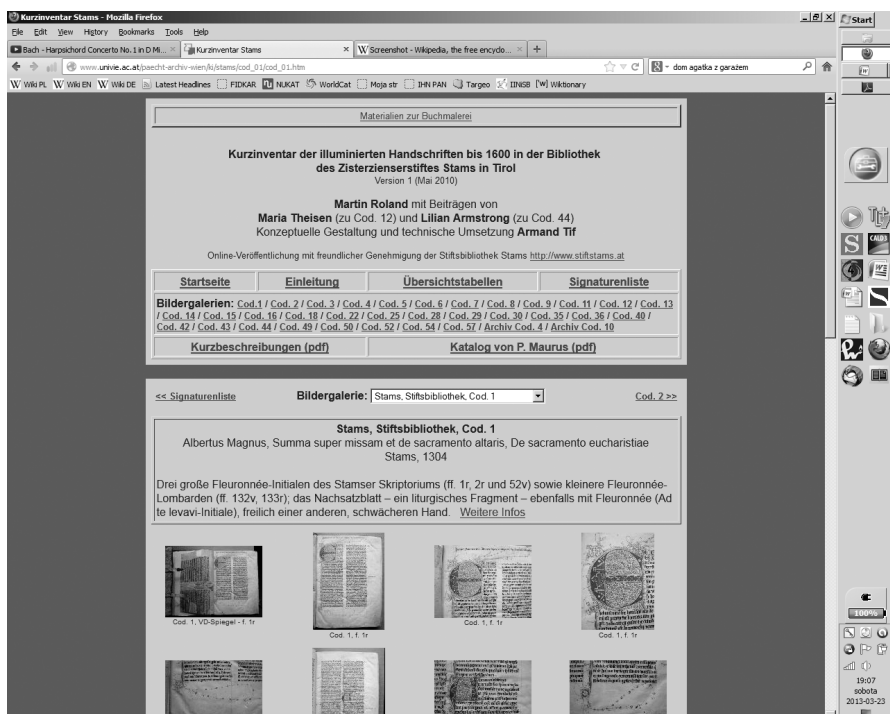 Kurzinventar Stams - Mozilla Firefox
Start
File Edit View History Bookmarks Tools Help
Bach - Harpsichord Concerto No. 1 in D Mi...
Kurzinventar Stams
Screenshot - Wikipedia, the free encyclo...
www.univie.ac.at/paecht-archiv-wien/ki/stams/cod_01/cod_01.htm
dom agatka z garażem
Wiki PL Wiki EN Wiki DE Latest Headlines FIDKAR NUKAT WorldCat Moja str IHN PAN Targeo IINiSB Wiktionary
Materialien zur Buchmalerei
Kurzinventar der illuminierten Handschriften bis 1600 in der Bibliothek
des Zisterzienserstiftes Stams in Tirol
Version 1 (Mai 2010)
Martin Roland mit Beiträgen von
Maria Theisen (zu Cod. 12) und Lilian Armstrong (zu Cod. 44)
Konzeptuelle Gestaltung und technische Umsetzung Armand Tif
Online-Veröffentlichung mit freundlicher Genehmigung der Stiftsbibliothek Stams http://www.stiftstams.at
Startseite Einleitung Übersichtstabellen Signaturenliste
Bildergalerien: Cod.1 / Cod. 2 / Cod. 3 / Cod. 4 / Cod. 5 / Cod. 6 / Cod. 7 / Cod. 8 / Cod. 9 / Cod. 11 / Cod. 12 / Cod. 13
/ Cod. 14 / Cod. 15 / Cod. 16 / Cod. 18 / Cod. 22 / Cod. 25 / Cod. 28 / Cod. 29 / Cod. 30 / Cod. 35 / Cod. 36 / Cod. 40 /
Cod. 42 / Cod. 43 / Cod. 44 / Cod. 49 / Cod. 50 / Cod. 52 / Cod. 54 / Cod. 57 / Archiv Cod. 4 / Archiv Cod. 10
Kurzbeschreibungen (pdf) Katalog von P. Maurus (pdf)
<< Signaturenliste Bildergalerie: Stams, Stiftsbibliothek, Cod. 1 Cod. 2 >>
Stams, Stiftsbibliothek, Cod. 1
Albertus Magnus, Summa super missam et de sacramento altaris, De sacramento eucharistiae
Stams, 1304
Drei große Fleuronnée-Initialen des Stamser Skriptoriums (ff. 1r, 2r und 52v) sowie kleinere Fleuronnée-
Lombarden (ff. 132v, 133r); das Nachsatzblatt – ein liturgisches Fragment – ebenfalls mit Fleuronnée (Ad
te levavi-Initiale), freilich einer anderen, schwächeren Hand. Weitere Infos
Cod. 1, VD-Spiegel - f. 1r
Cod. 1, f. 1r
Cod. 1, f. 1r
Cod. 1, f. 1r
100%
19:07
sobota
2013-03-23